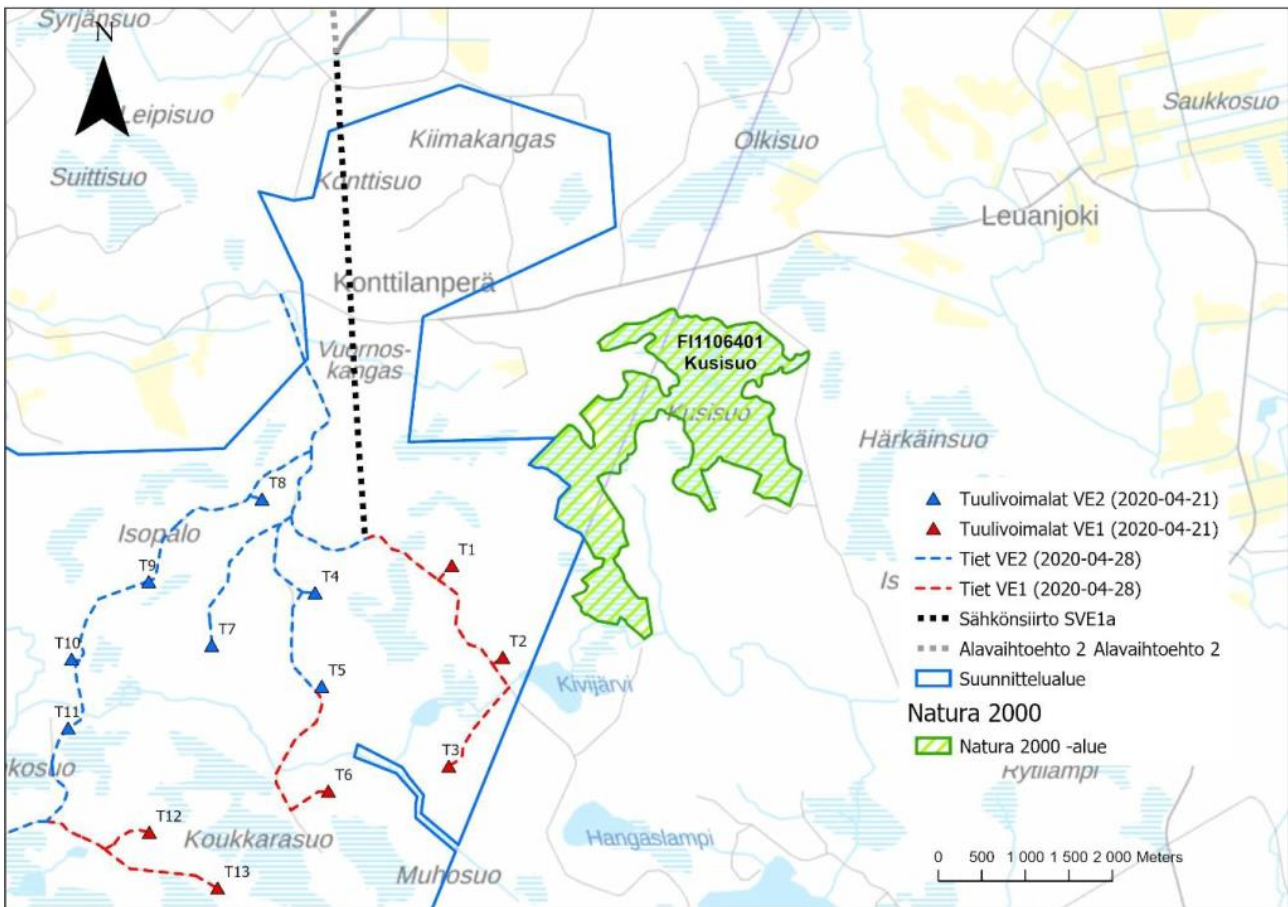 Syrjänsuo
N
Leipisuo
Suittisuo
Kiimakangas
Konttisuo
Olkisuo
Saukkosuo
Leuanjoki
Konttilanperä
Vuornos-
kangas
FI1106401
Kusisuo
Kusisuo
Härkäinsuo
Isopalo
T8
T9
T1
T4
T7
T10
T2
T5
T11
Kivijärvi
T3
T6
T12
Koukkarasuo
T13
Muhosuo
Hangaslampi
Is
Rytilampi
kosuo
Tuulivoimalat VE2 (2020-04-21)
Tuulivoimalat VE1 (2020-04-21)
Tiet VE2 (2020-04-28)
Tiet VE1 (2020-04-28)
Sähkönsiirto SVE1a
Alavaihtoehto 2 Alavaihtoehto 2
Suunnittelualue
Natura 2000
Natura 2000 -alue
0 500 1 000 1 500 2 000 Meters